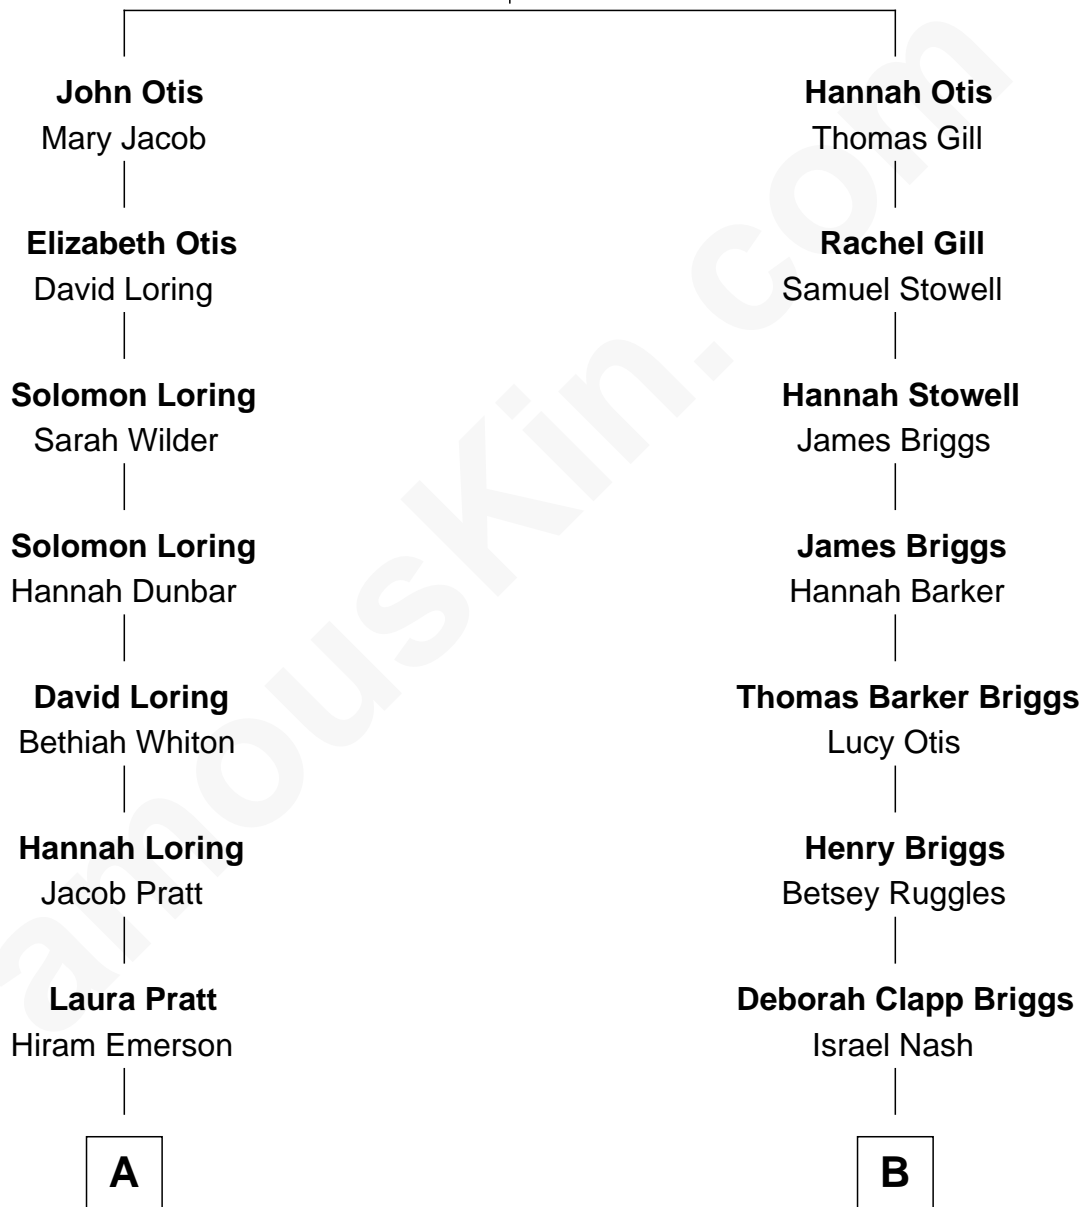 John Otis
Mary Jacob
Elizabeth Otis
David Loring
Solomon Loring
Sarah Wilder
Solomon Loring
Hannah Dunbar
David Loring
Bethiah Whiton
Hannah Loring
Jacob Pratt
Laura Pratt
Hiram Emerson
A
Hannah Otis
Thomas Gill
Rachel Gill
Samuel Stowell
Hannah Stowell
James Briggs
James Briggs
Hannah Barker
Thomas Barker Briggs
Lucy Otis
Henry Briggs
Betsey Ruggles
Deborah Clapp Briggs
Israel Nash
B
amousKin.com